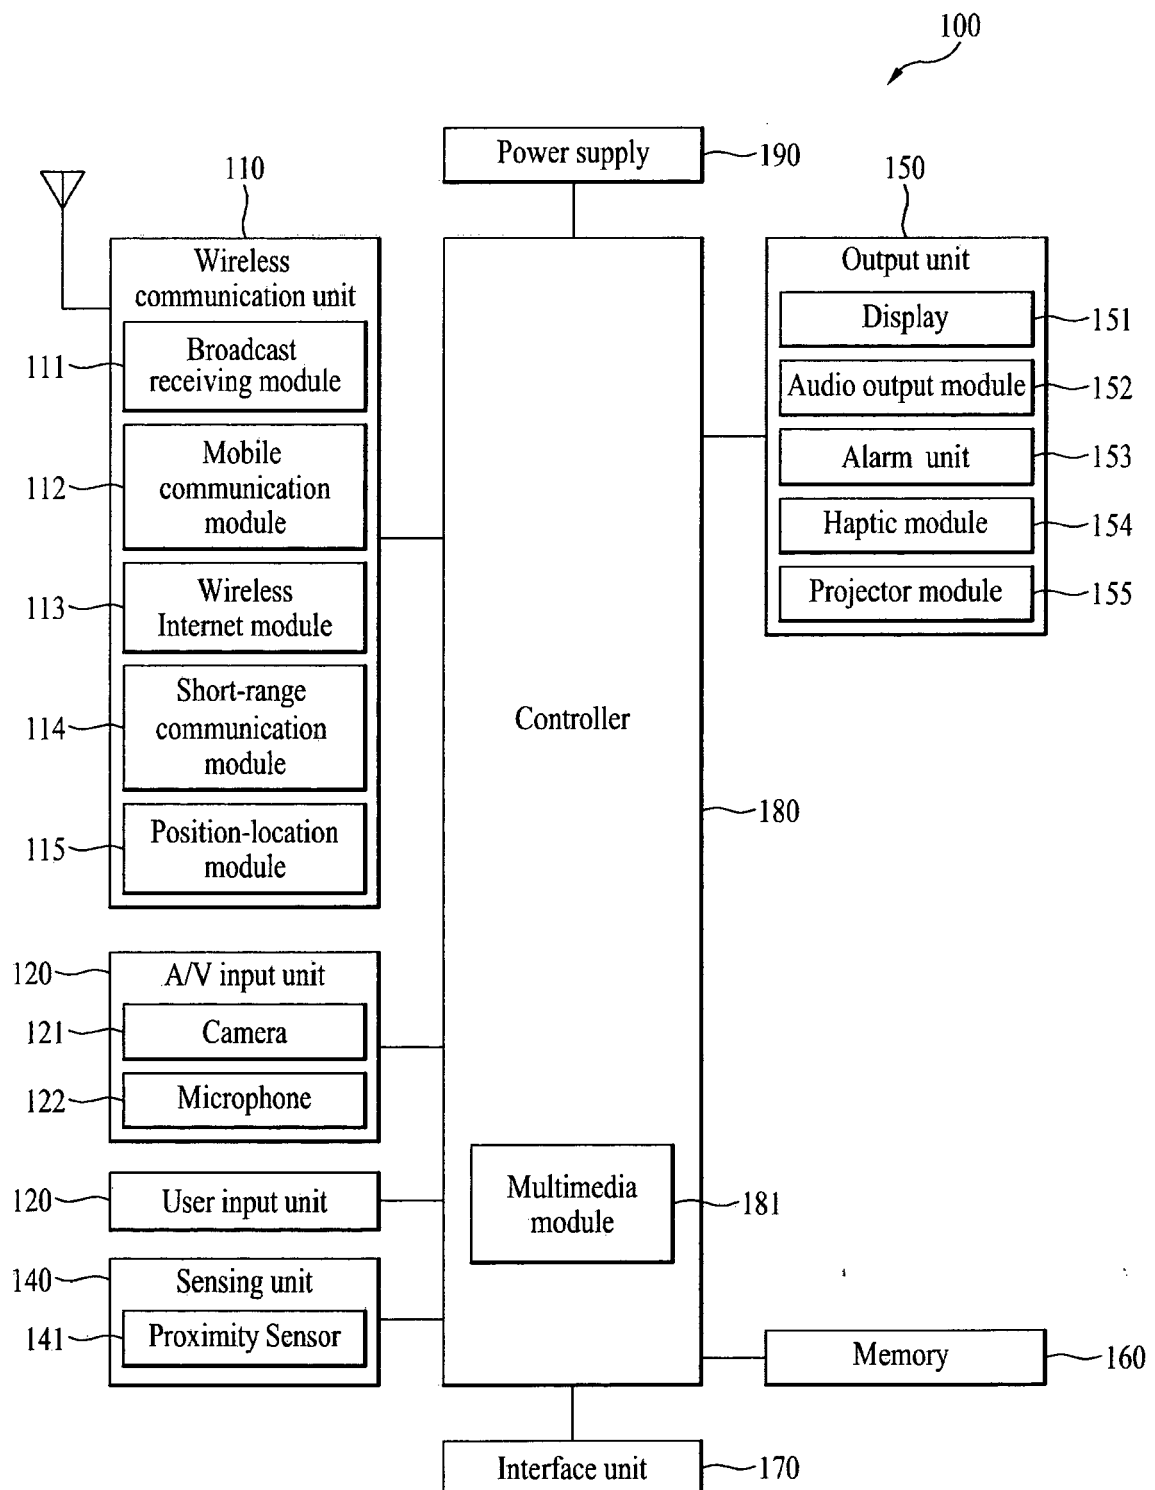 100
Power supply
190
110
150
Wireless
communication unit
Output unit
111
Broadcast
receiving module
Display
151
Audio output module
152
112
Mobile
communication
module
Alarm unit
153
Haptic module
154
113
Wireless
Internet module
Projector module
155
114
Short-range
communication
module
Controller
180
115
Position-location
module
120
A/V input unit
121
Camera
122
Microphone
120
User input unit
Multimedia
module
181
140
Sensing unit
141
Proximity Sensor
Memory
160
Interface unit
170